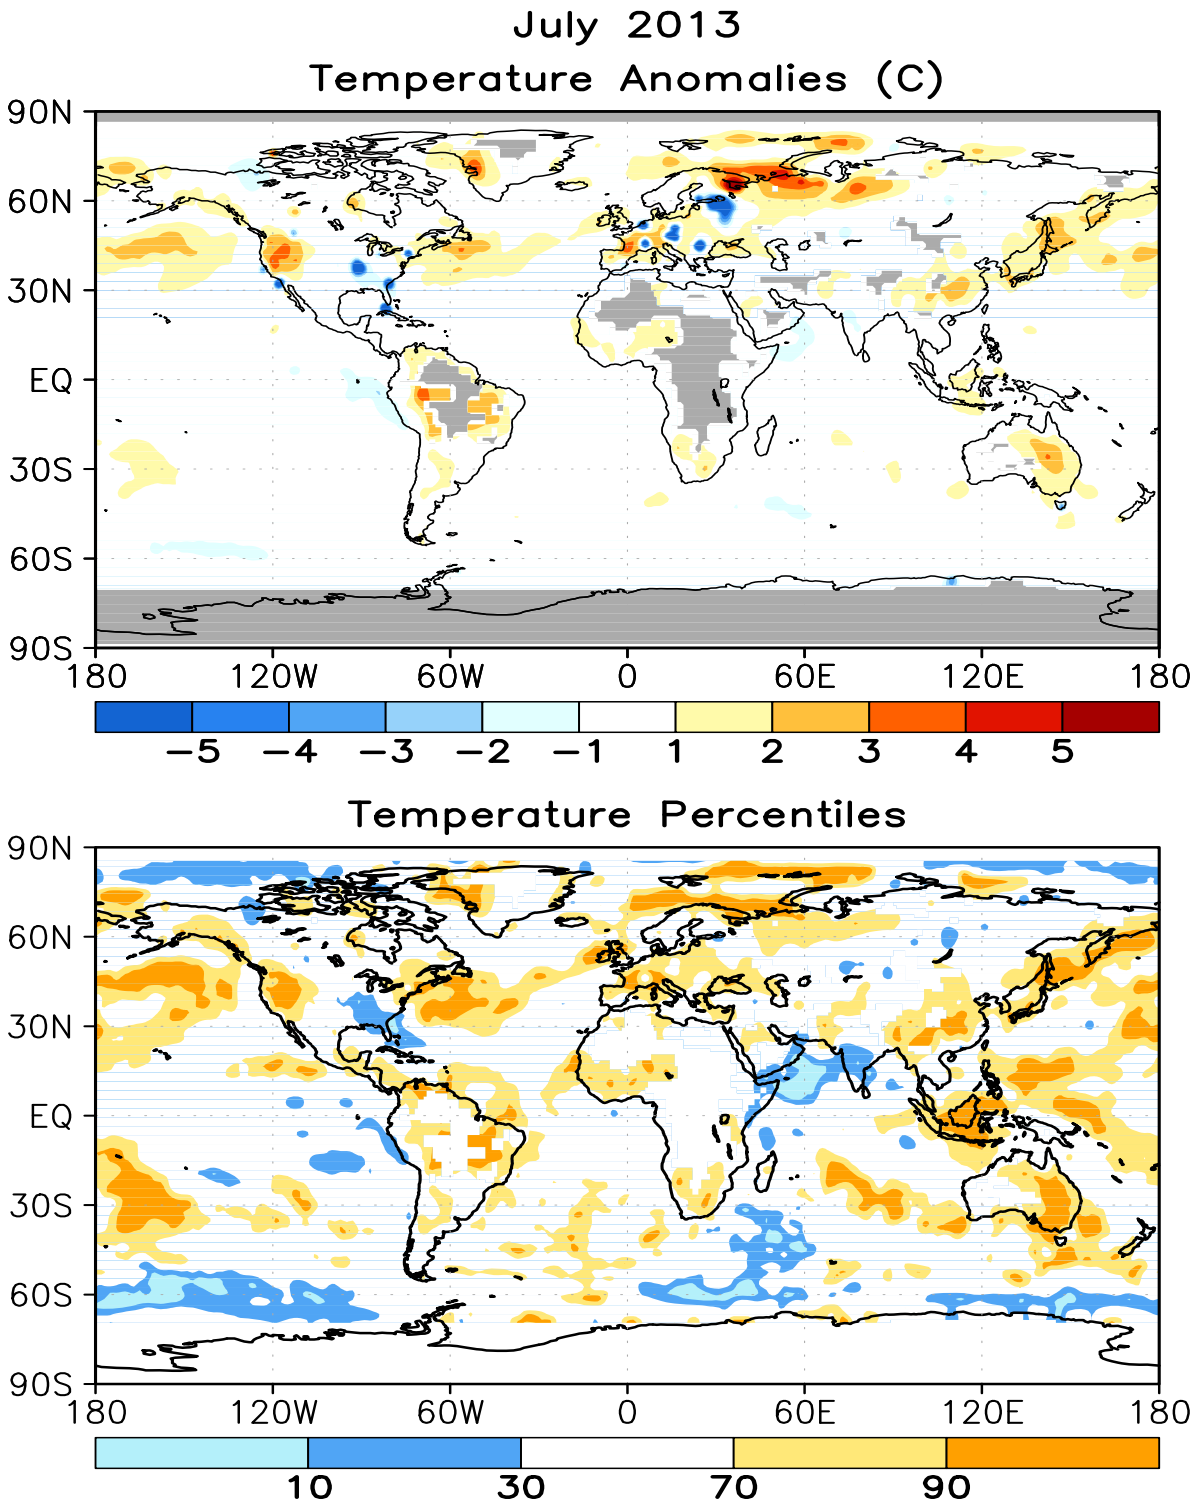 July 2013
Temperature Anomalies (C)
90N
60N
30N
EQ
30S
60S
90S
180 120W 60W 0 60E 120E 180
-5 -4 -3 -2 -1 1 2 3 4 5
Temperature Percentiles
90N
60N
30N
EQ
30S
60S
90S
180 120W 60W 0 60E 120E 180
10 30 70 90